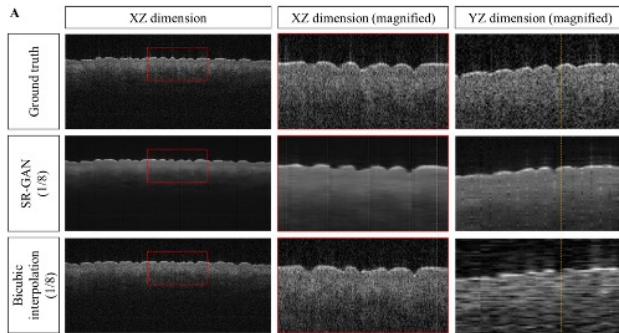 A
XZ dimension
XZ dimension (magnified)
YZ dimension (magnified)
Ground truth
SR-GAN
(1/8)
Bicubic
interpolation
(1/8)